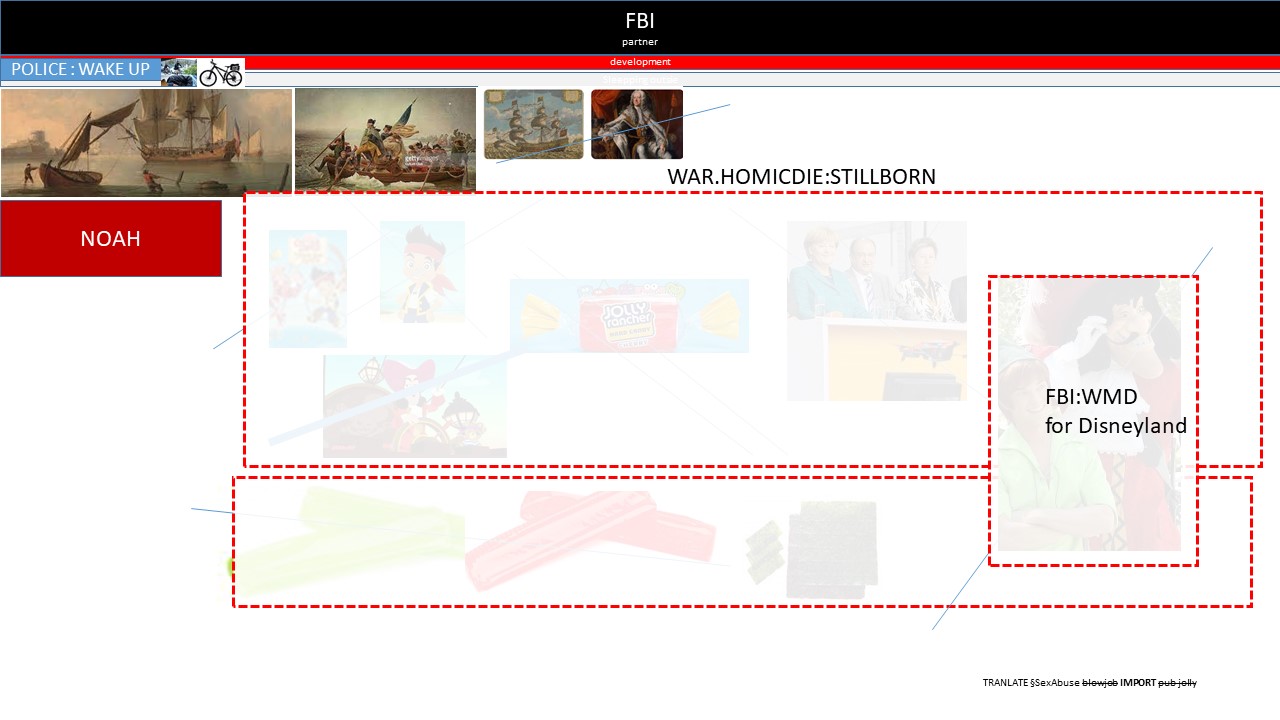 FBI
partner
development
POLICE : WAKE UP
gettyimages
WAR.HOMICDIE:STILLBORN
NOAH
JOLLY
rancher
FBI:WMD
for Disneyland
TRANLATE §SexAbuse blowjob IMPORT pub jolly